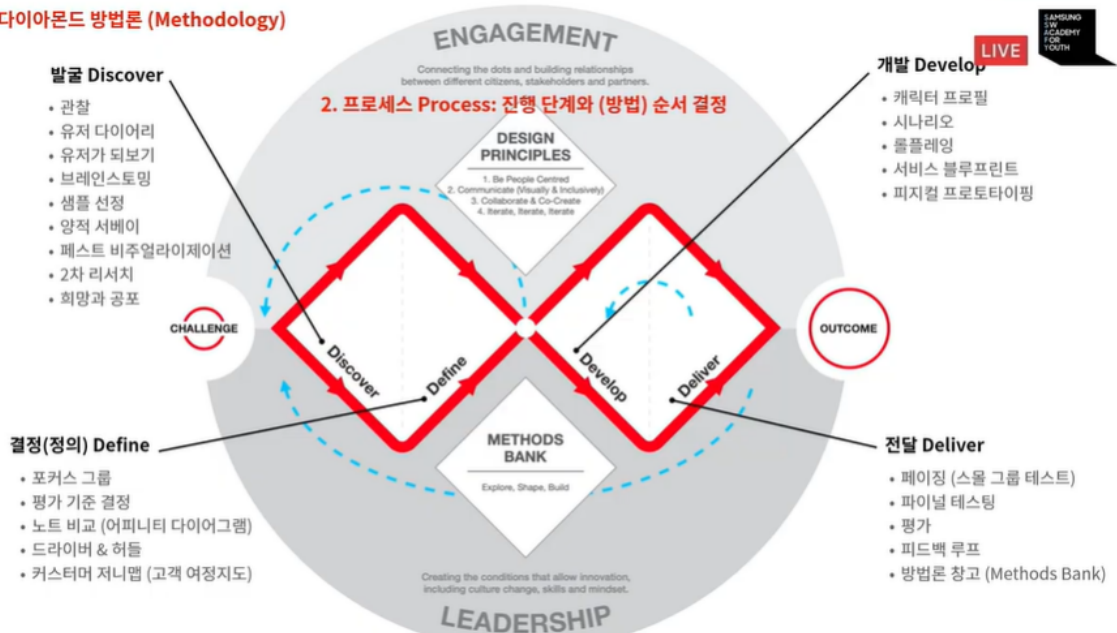 다이아몬드 방법론 (Methodology)
SAMSUNG
SW
ACADEMY
FOR
YOUTH
LIVE
ENGAGEMENT
Connecting the dots and building relationships
between different citizens, stakeholders and partners.
2. 프로세스 Process: 진행 단계와 (방법) 순서 결정
발굴 Discover
• 관찰
• 유저 다이어리
• 유저가 되보기
• 브레인스토밍
• 샘플 선정
• 양적 서베이
• 페스트 비주얼라이제이션
• 2차 리서치
• 희망과 공포
개발 Develop
• 캐릭터 프로필
• 시나리오
• 롤플레잉
• 서비스 블루프린트
• 피지컬 프로토타이핑
DESIGN
PRINCIPLES
1. Be People Centred
2. Communicate (Visually & Inclusively)
3. Collaborate & Co-Create
4. Iterate, Iterate, Iterate
CHALLENGE
Discover
Define
Develop
Deliver
OUTCOME
METHODS
BANK
Explore, Shape, Build
결정(정의) Define
• 포커스 그룹
• 평가 기준 결정
• 노트 비교 (어피니티 다이어그램)
• 드라이버 & 허들
• 커스터머 저니맵 (고객 여정지도)
전달 Deliver
• 페이징 (스몰 그룹 테스트)
• 파이널 테스팅
• 평가
• 피드백 루프
• 방법론 창고 (Methods Bank)
Creating the conditions that allow innovation,
including culture change, skills and mindset.
LEADERSHIP